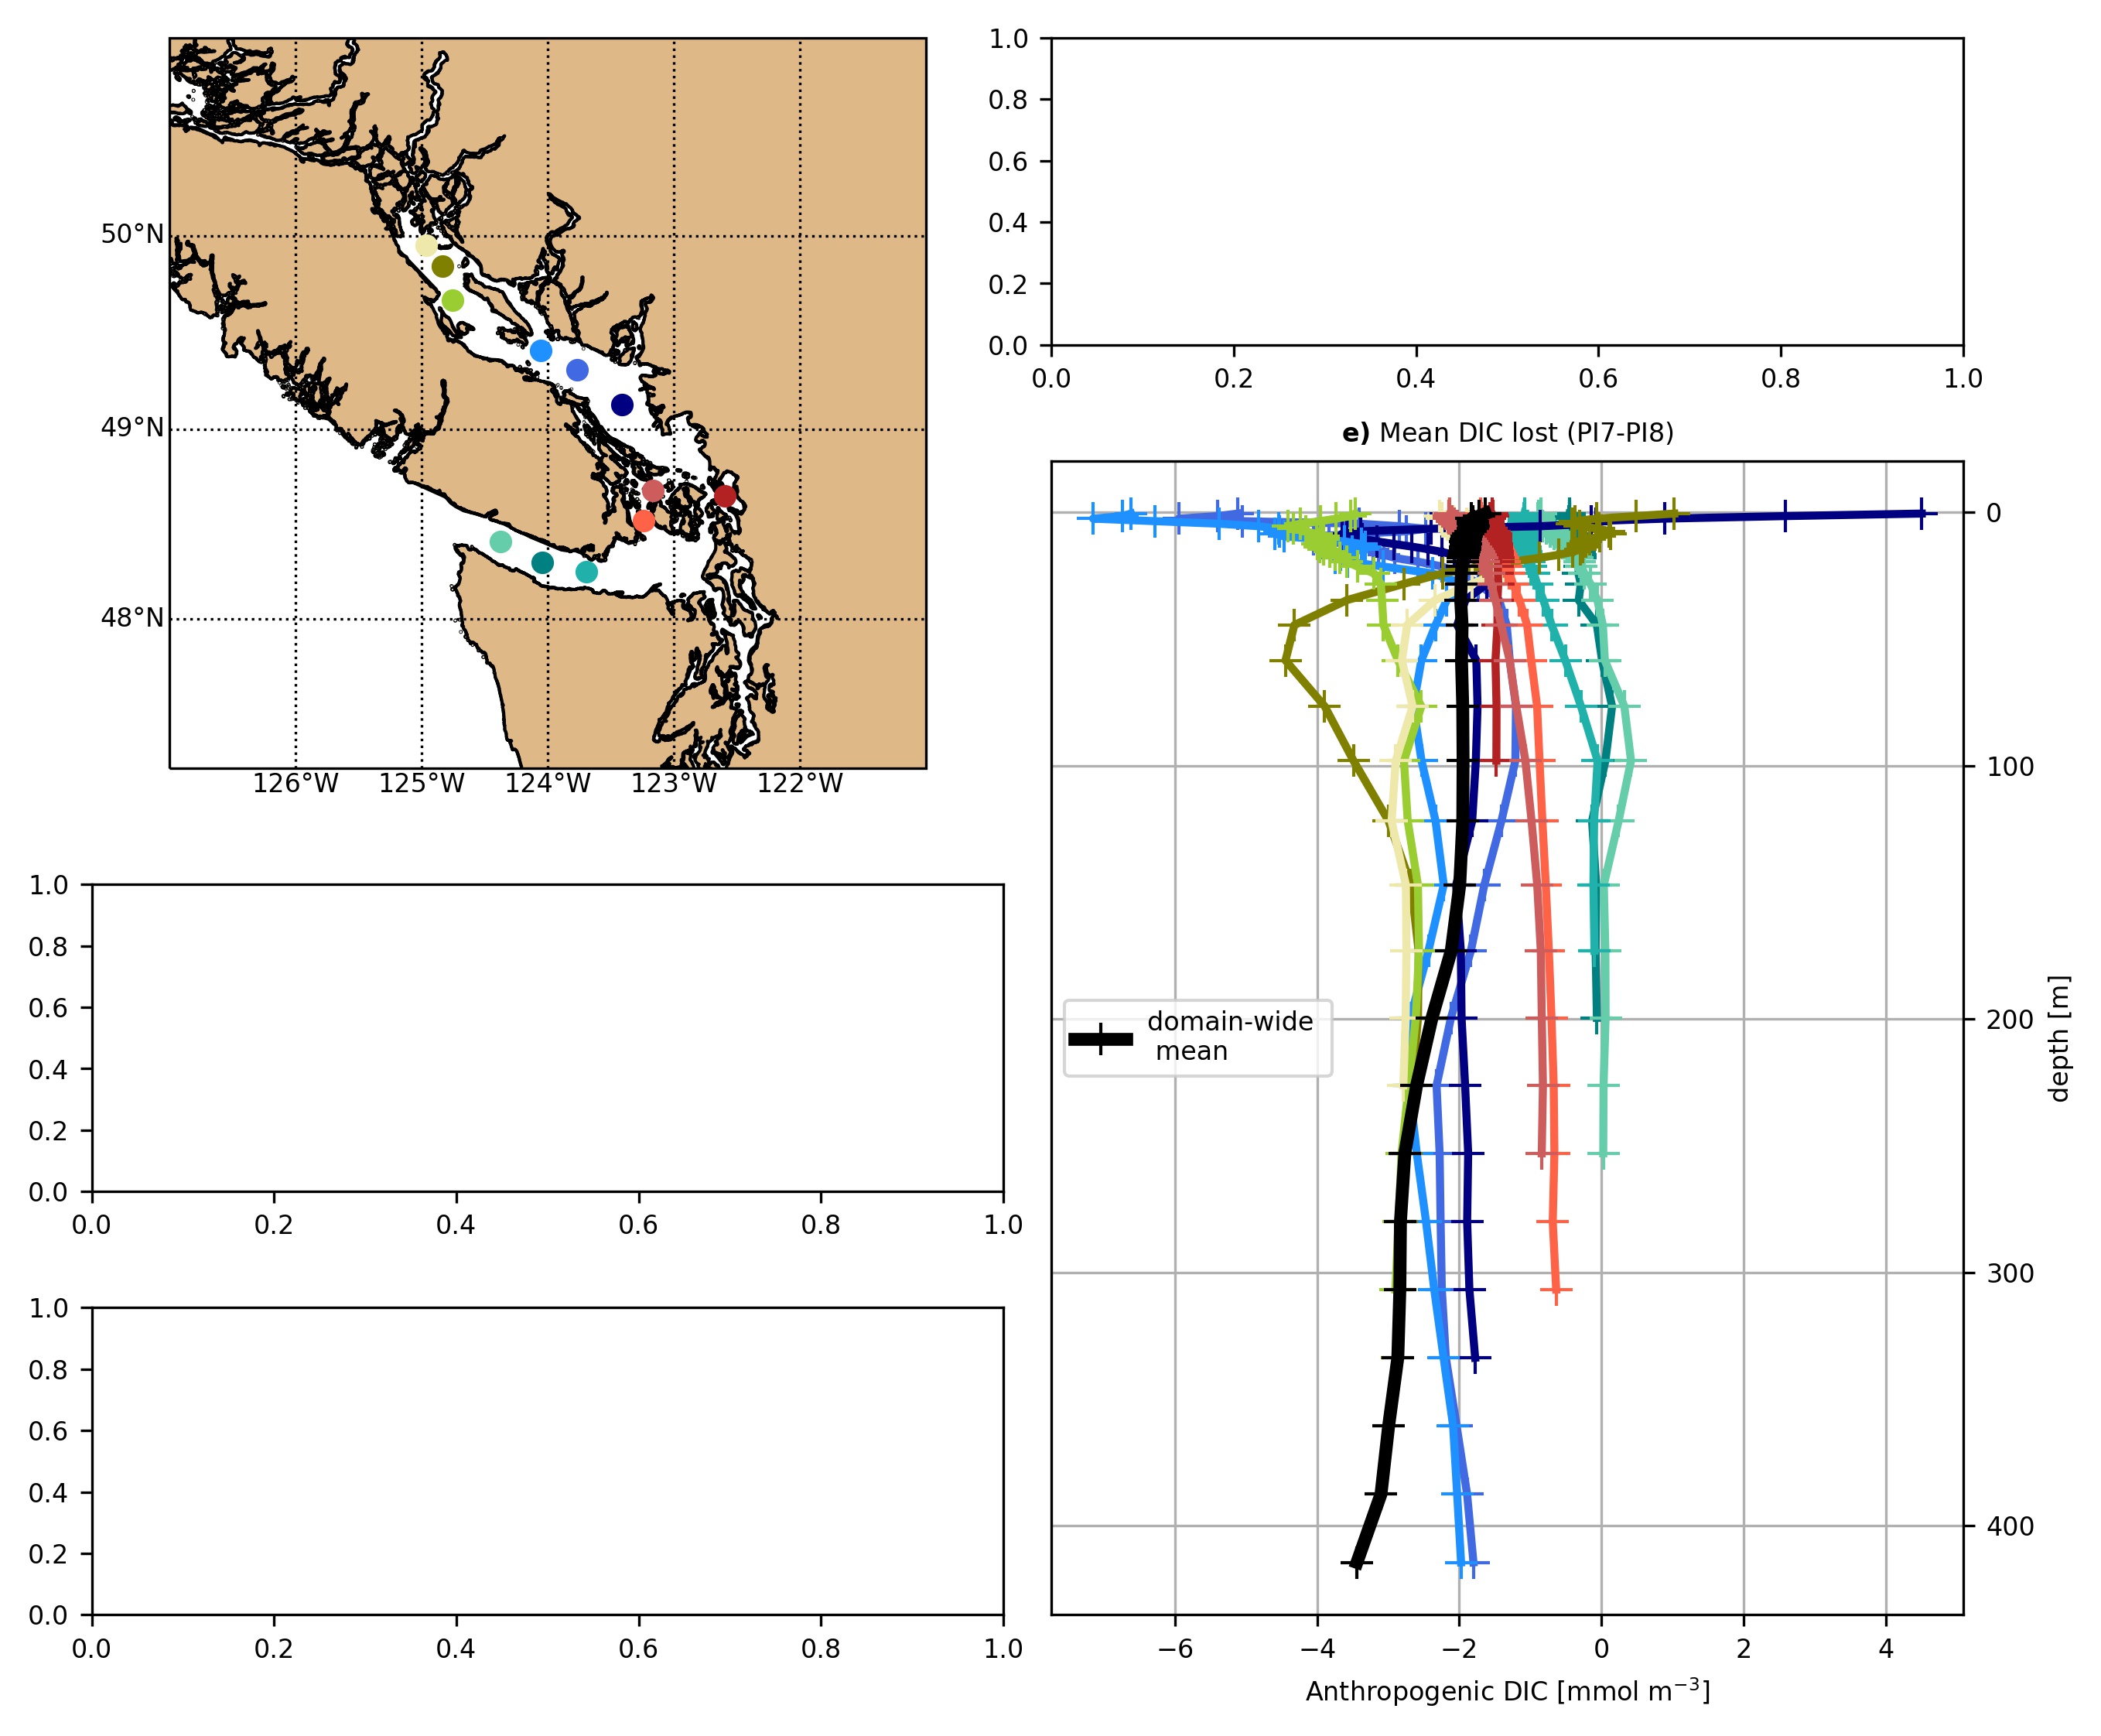 50°N
49°N
48°N
126°W 125°W 124°W 123°W 122°W
1.0
0.8
0.6
0.4
0.2
0.0
0.0 0.2 0.4 0.6 0.8 1.0
e) Mean DIC lost (PI7-PI8)
0
100
200
300
400
depth [m]
domain-wide
mean
−6 −4 −2 0 2 4
Anthropogenic DIC [mmol m⁻³]
1.0
0.8
0.6
0.4
0.2
0.0
0.0 0.2 0.4 0.6 0.8 1.0
1.0
0.8
0.6
0.4
0.2
0.0
0.0 0.2 0.4 0.6 0.8 1.0